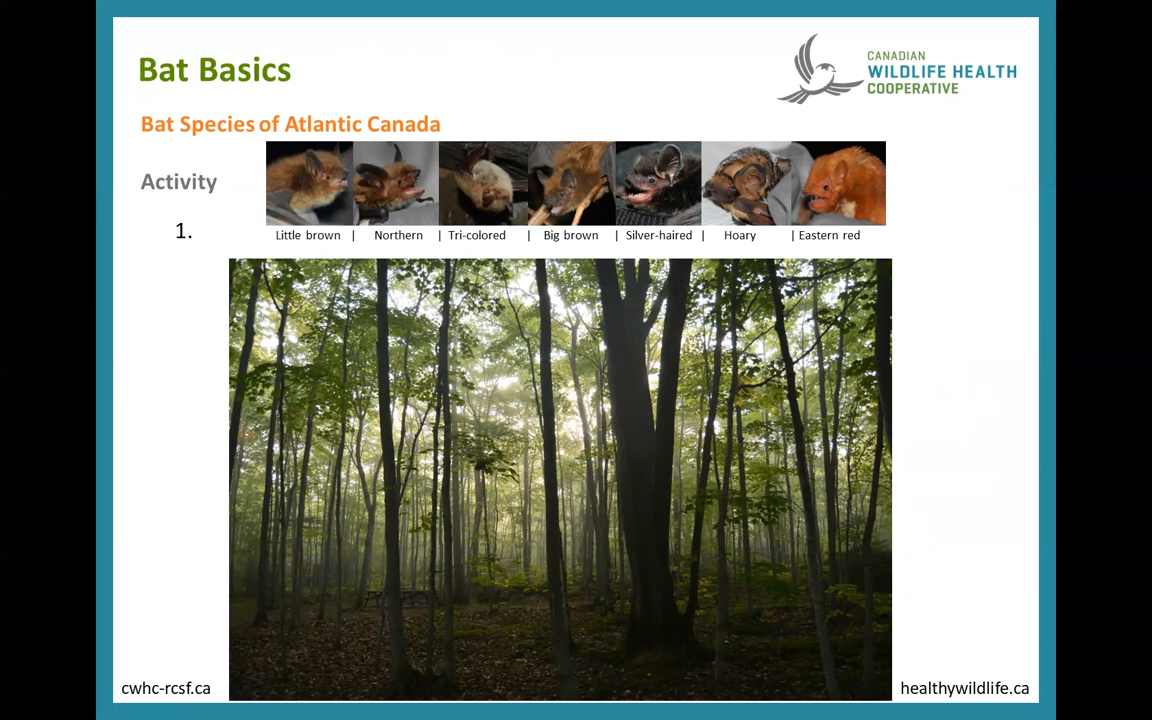 Bat Basics
CANADIAN
WILDLIFE HEALTH
COOPERATIVE
Bat Species of Atlantic Canada
Activity
1.
Little brown | Northern | Tri-colored | Big brown | Silver-haired | Hoary | Eastern red
cwhc-rcsf.ca
healthywildlife.ca